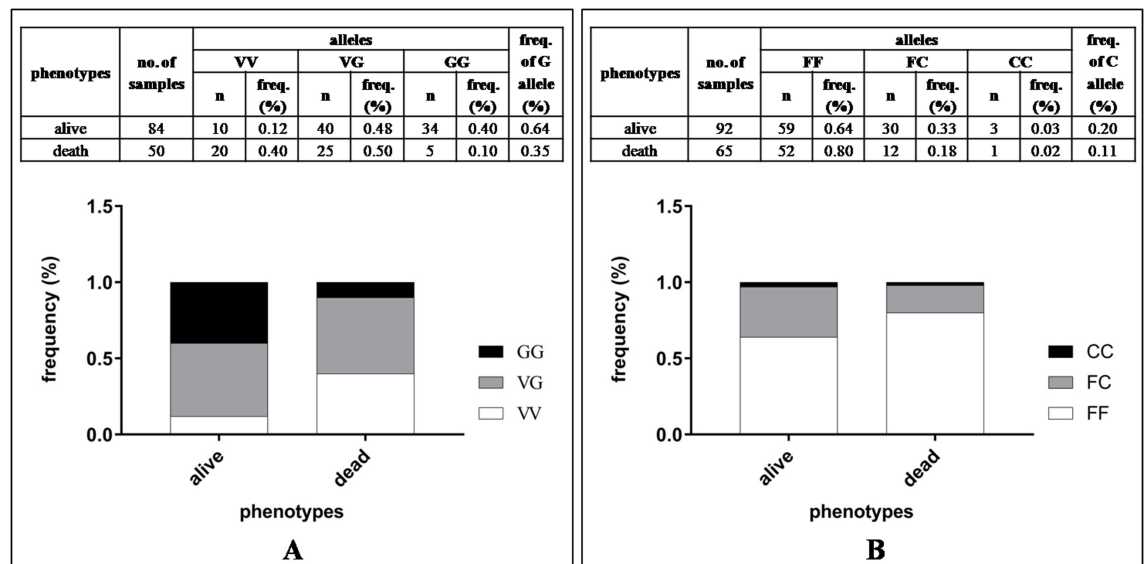 phenotypes no. of samples alleles freq. of G allele (%)
VV VG GG
n freq. (%) n freq. (%) n freq. (%)
alive 84 10 0.12 40 0.48 34 0.40 0.64
death 50 20 0.40 25 0.50 5 0.10 0.35
1.5
1.0
0.5
0.0
frequency (%)
GG
VG
VV
alive
dead
phenotypes
A
phenotypes no. of samples alleles freq. of C allele (%)
FF FC CC
n freq. (%) n freq. (%) n freq. (%)
alive 92 59 0.64 30 0.33 3 0.03 0.20
death 65 52 0.80 12 0.18 1 0.02 0.11
1.5
1.0
0.5
0.0
frequency (%)
CC
FC
FF
alive
dead
phenotypes
B